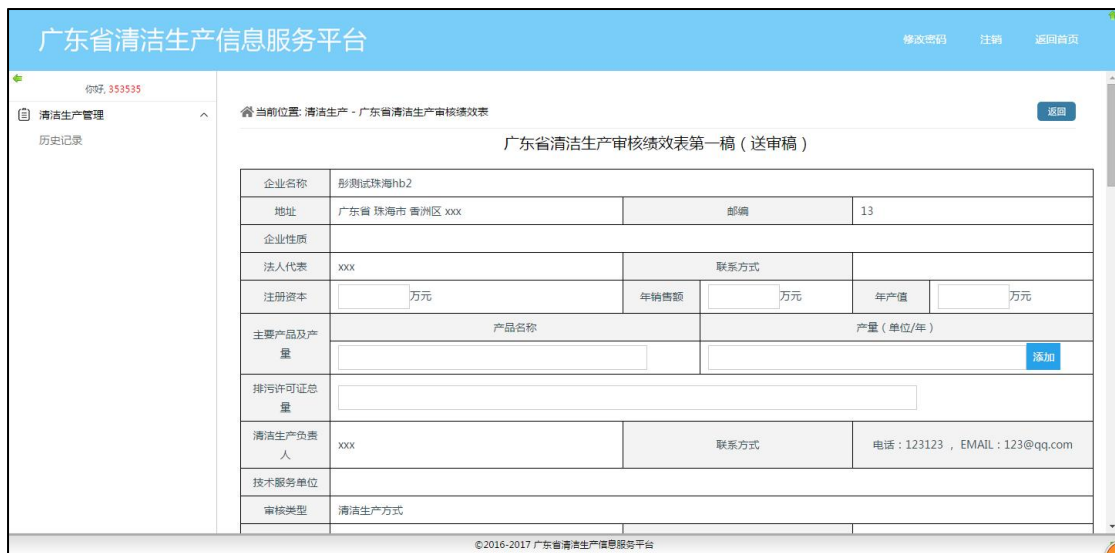 广东省清洁生产信息服务平台
修改密码 注销 返回首页
你好, 353535
清洁生产管理
历史记录
当前位置: 清洁生产 - 广东省清洁生产审核绩效表
返回
广东省清洁生产审核绩效表第一稿（送审稿）
企业名称 彤测试珠海hb2
地址 广东省 珠海市 香洲区 xxx 邮编 13
企业性质
法人代表 xxx 联系方式
注册资本 万元 年销售额 万元 年产值 万元
主要产品及产量 产品名称 产量（单位/年）
添加
排污许可证总量
清洁生产负责人 xxx 联系方式 电话：123123 ，EMAIL：123@qq.com
技术服务单位
审核类型 清洁生产方式
©2016-2017 广东省清洁生产信息服务平台